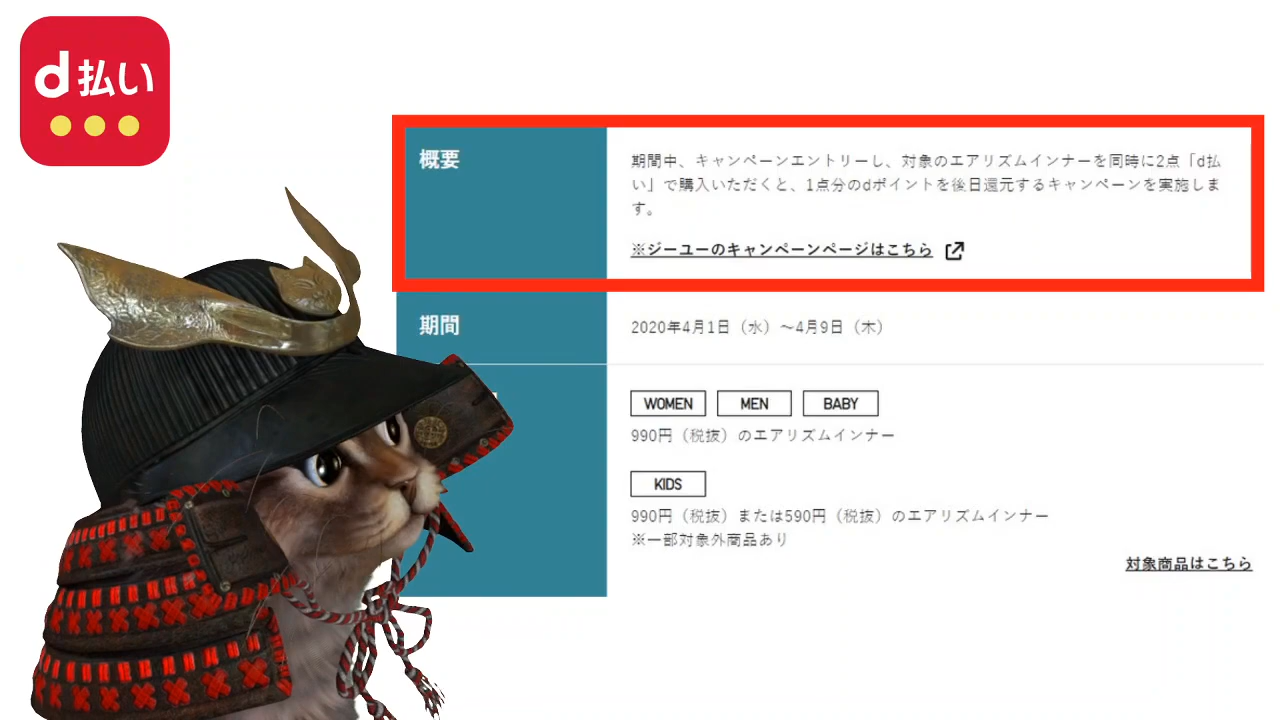 d払い
概要
期間中、キャンペーンエントリーし、対象のエアリズムインナーを同時に2点「d払
い」で購入いただくと、1点分のdポイントを後日還元するキャンペーンを実施しま
す。
※ジーユーのキャンペーンページはこちら
期間
2020年4月1日（水）〜4月9日（木）
WOMEN MEN BABY
990円（税抜）のエアリズムインナー
KIDS
990円（税抜）または590円（税抜）のエアリズムインナー
※一部対象外商品あり
対象商品はこちら